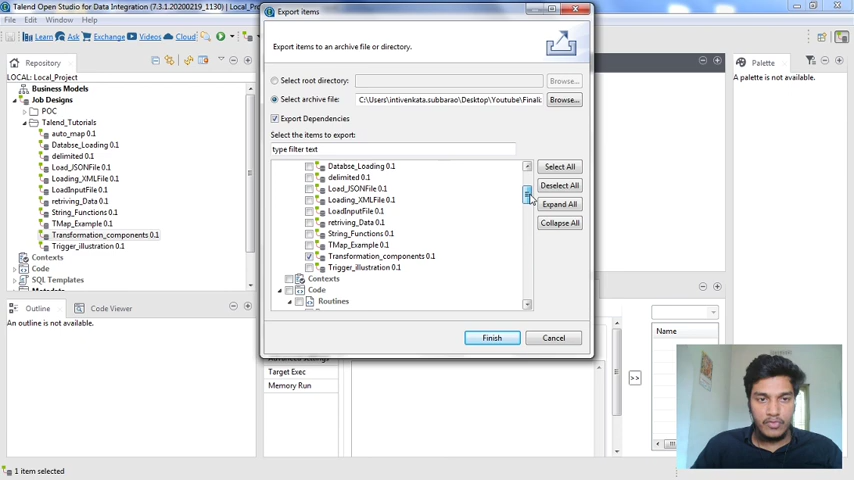 Talend Open Studio for Data Integration (7.3.1.20200219_1130) | Local_Project
File Edit Window Help
Learn Ask Exchange Videos Cloud
Repository
LOCAL: Local_Project
Business Models
Job Designs
POC
Talend_Tutorials
auto_map 0.1
Databse_Loading 0.1
delimited 0.1
Load_JSONFile 0.1
Loading_XMLFile 0.1
LoadInputFile 0.1
retriving_Data 0.1
String_Functions 0.1
TMap_Example 0.1
Transformation_components 0.1
Trigger_illustration 0.1
Contexts
Code
SQL Templates
Metadata
Outline Code Viewer
An outline is not available.
1 item selected
Export items
Export items to an archive file or directory.
Select root directory: Browse...
Select archive file: C:\Users\intivenkata.subbarao\Desktop\Youtube\Finali Browse...
Export Dependencies
Select the items to export:
type filter text
Databse_Loading 0.1
delimited 0.1
Load_JSONFile 0.1
Loading_XMLFile 0.1
LoadInputFile 0.1
retriving_Data 0.1
String_Functions 0.1
TMap_Example 0.1
Transformation_components 0.1
Trigger_illustration 0.1
Contexts
Code
Routines
Select All
Deselect All
Expand All
Collapse All
Finish Cancel
Advanced settings
Target Exec
Memory Run
Palette
A palette is not available.
Name
>>